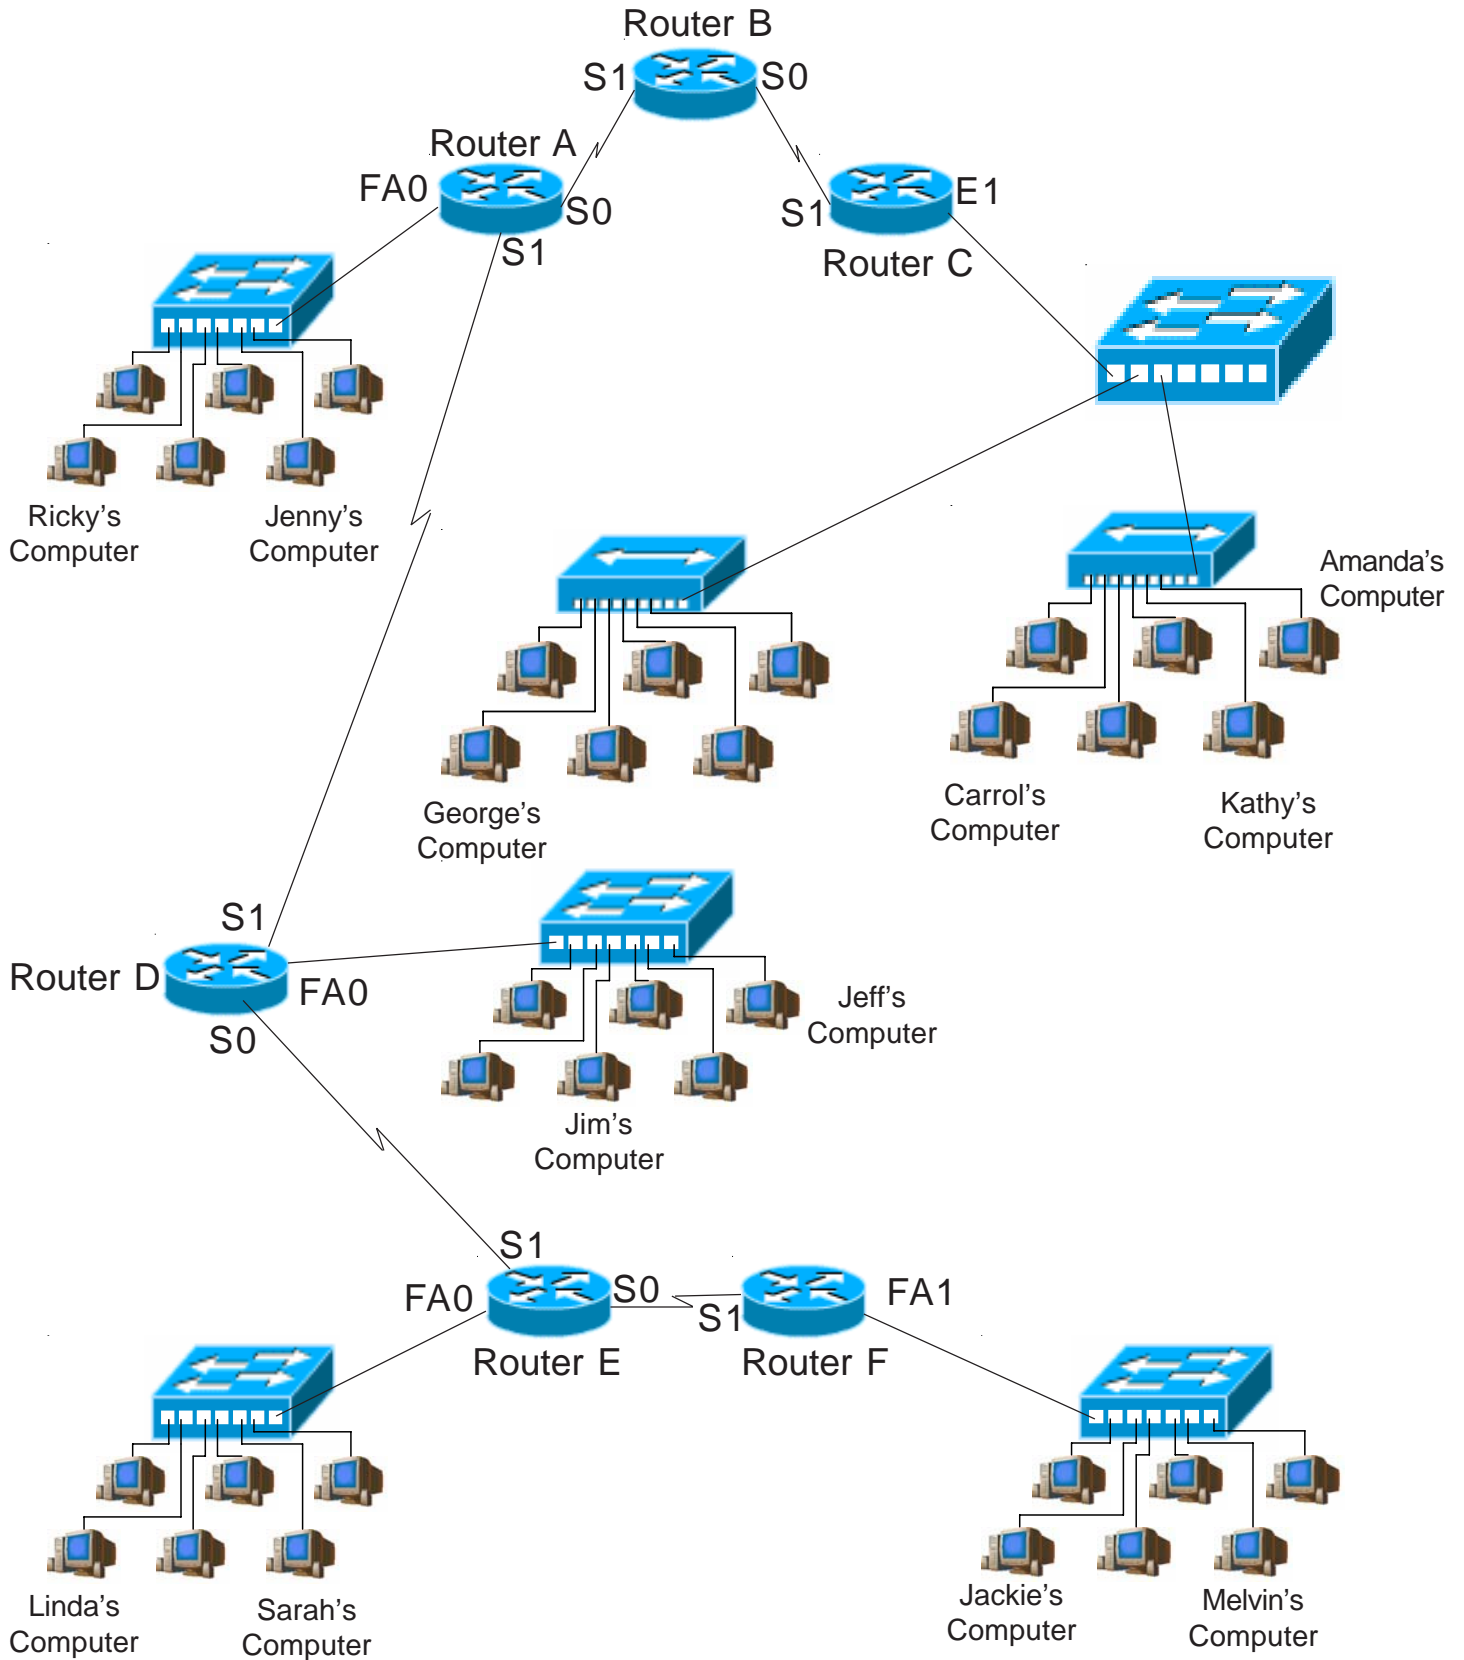 Router B
S1
S0
Router A
FA0
S0
S1
E1
S1
Router C
Ricky's
Computer
Jenny's
Computer
Amanda's
Computer
George's
Computer
Carrol's
Computer
Kathy's
Computer
S1
Router D
FA0
S0
Jeff's
Computer
Jim's
Computer
S1
FA0
S0
S1
FA1
Router E
Router F
Linda's
Computer
Sarah's
Computer
Jackie's
Computer
Melvin's
Computer